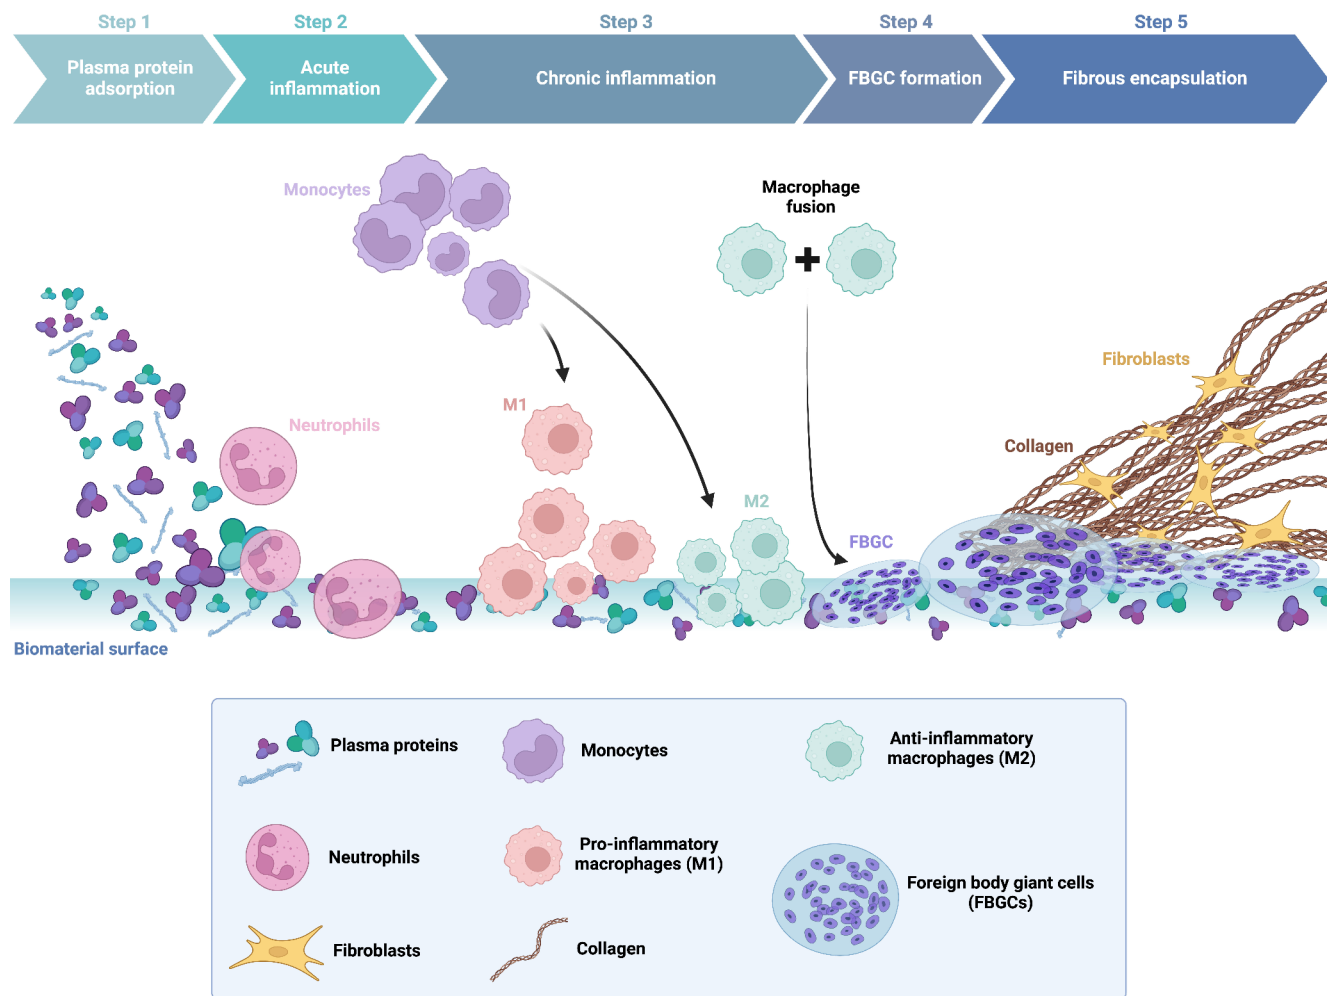 Step 1
Step 2
Step 3
Step 4
Step 5
Plasma protein
adsorption
Acute
inflammation
Chronic inflammation
FBGC formation
Fibrous encapsulation
Monocytes
Macrophage
fusion
Fibroblasts
M1
Neutrophils
Collagen
M2
FBGC
Biomaterial surface
Plasma proteins
Monocytes
Anti-inflammatory
macrophages (M2)
Neutrophils
Pro-inflammatory
macrophages (M1)
Foreign body giant cells
(FBGCs)
Fibroblasts
Collagen